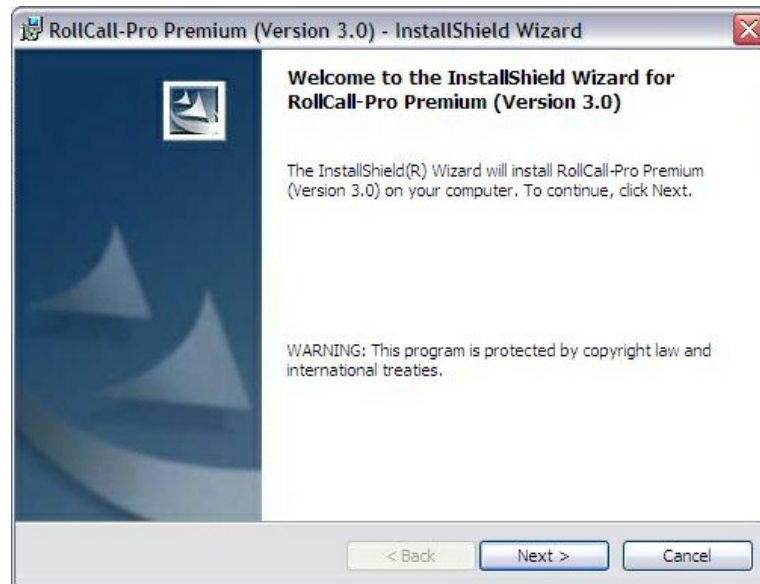 RollCall-Pro Premium (Version 3.0) - InstallShield Wizard
Welcome to the InstallShield Wizard for
RollCall-Pro Premium (Version 3.0)
The InstallShield(R) Wizard will install RollCall-Pro Premium
(Version 3.0) on your computer. To continue, click Next.
WARNING: This program is protected by copyright law and
international treaties.
< Back
Next >
Cancel